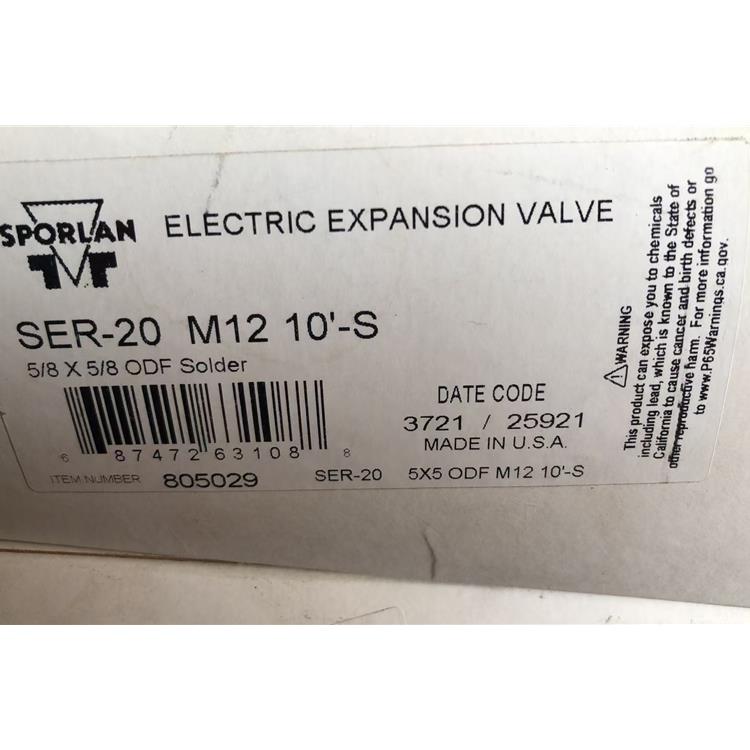 SPORLAN
ELECTRIC EXPANSION VALVE
SER-20 M12 10'-S
5/8 X 5/8 ODF Solder
6 87472 63108 8
DATE CODE
3721 / 25921
MADE IN U.S.A.
ITEM NUMBER 805029 SER-20 5X5 ODF M12 10'-S
⚠WARNING
This product can expose you to chemicals
including lead, which is known to the State of
California to cause cancer and birth defects or
other reproductive harm. For more information go
to www.P65Warnings.ca.gov.